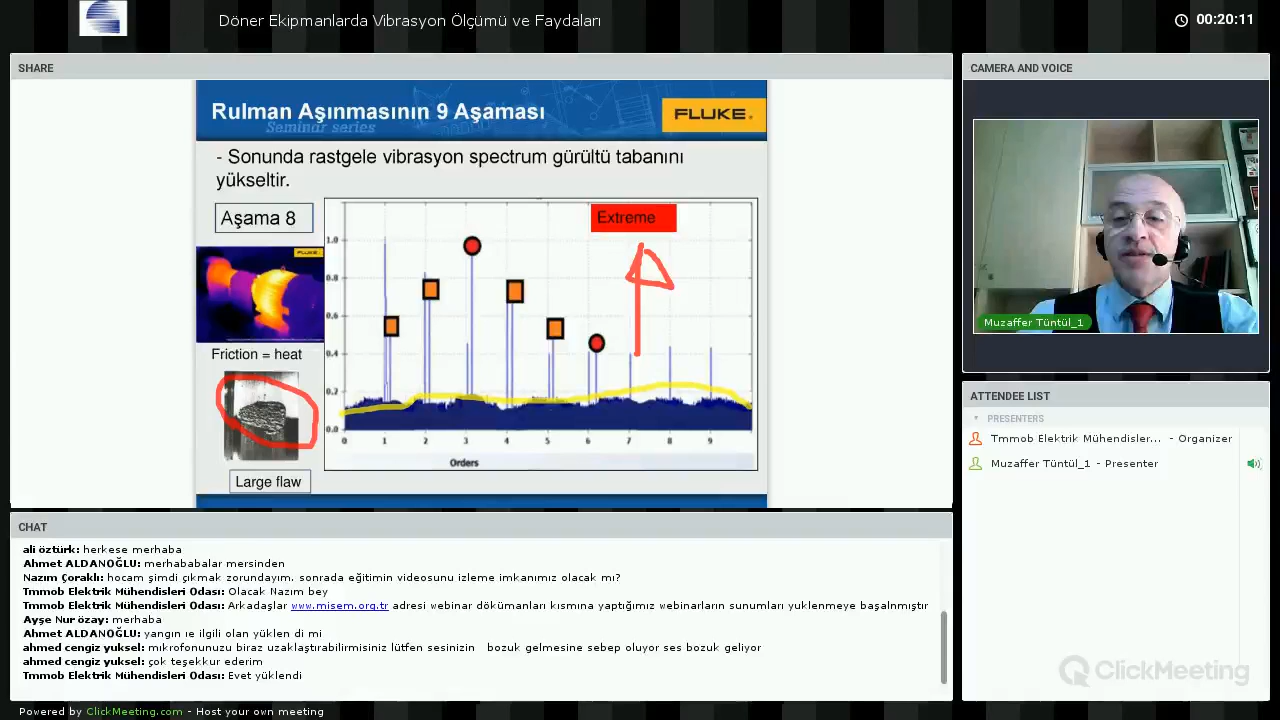 Döner Ekipmanlarda Vibrasyon Ölçümü ve Faydaları
00:20:11
SHARE
Rulman Aşınmasının 9 Aşaması
Seminar series
FLUKE.
- Sonunda rastgele vibrasyon spectrum gürültü tabanını
yükseltir.
Aşama 8
FLUKE
Friction = heat
Large flaw
Extreme
1.0
0.8
0.6
0.4
0.2
0.0
0 1 2 3 4 5 6 7 8 9
Orders
CAMERA AND VOICE
Muzaffer Tüntül_1
ATTENDEE LIST
PRESENTERS
Tmmob Elektrik Mühendisler... - Organizer
Muzaffer Tüntül_1 - Presenter
CHAT
ali öztürk: herkese merhaba
Ahmet ALDANOĞLU: merhababalar mersinden
Nazım Çoraklı: hocam şimdi çıkmak zorundayım. sonrada eğitimin videosunu izleme imkanımız olacak mı?
Tmmob Elektrik Mühendisleri Odası: Olacak Nazım bey
Tmmob Elektrik Mühendisleri Odası: Arkadaşlar www.misem.org.tr adresi webinar dökümanları kısmına yaptığımız webinarların sunumları yuklenmeye başalnmıştır
Ayşe Nur özay: merhaba
Ahmet ALDANOĞLU: yangın ıe ilgili olan yüklen di mi
ahmed cengiz yuksel: mıkrofonunuzu biraz uzaklaştırabilirmisiniz lütfen sesinizin bozuk gelmesine sebep oluyor ses bozuk geliyor
ahmed cengiz yuksel: çok teşekkur ederim
Tmmob Elektrik Mühendisleri Odası: Evet yüklendi
ClickMeeting
Powered by ClickMeeting.com - Host your own meeting